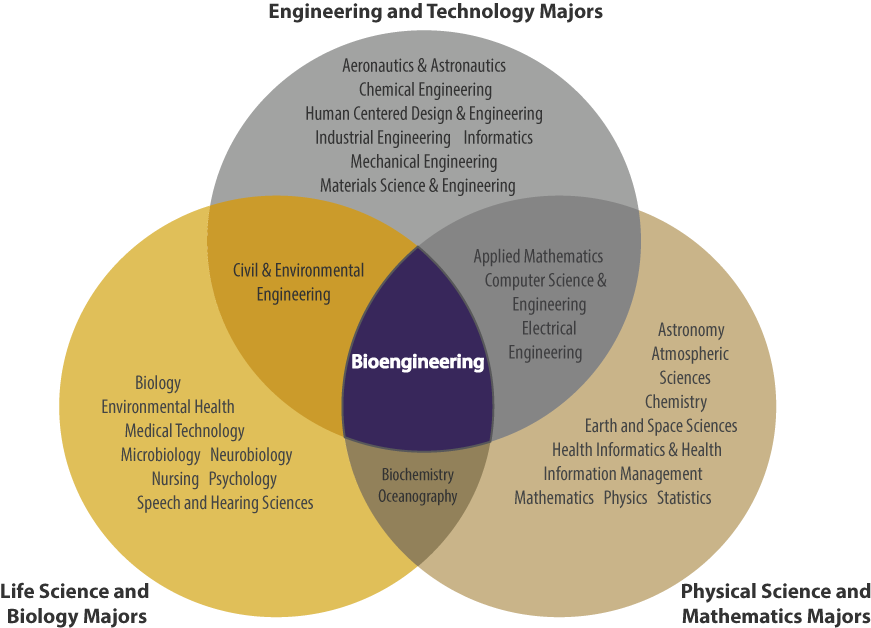 Engineering and Technology Majors
Aeronautics & Astronautics
Chemical Engineering
Human Centered Design & Engineering
Industrial Engineering Informatics
Mechanical Engineering
Materials Science & Engineering
Civil & Environmental
Engineering
Applied Mathematics
Computer Science &
Engineering
Electrical
Engineering
Bioengineering
Biology
Environmental Health
Medical Technology
Microbiology Neurobiology
Nursing Psychology
Speech and Hearing Sciences
Biochemistry
Oceanography
Astronomy
Atmospheric
Sciences
Chemistry
Earth and Space Sciences
Health Informatics & Health
Information Management
Mathematics Physics Statistics
Life Science and
Biology Majors
Physical Science and
Mathematics Majors